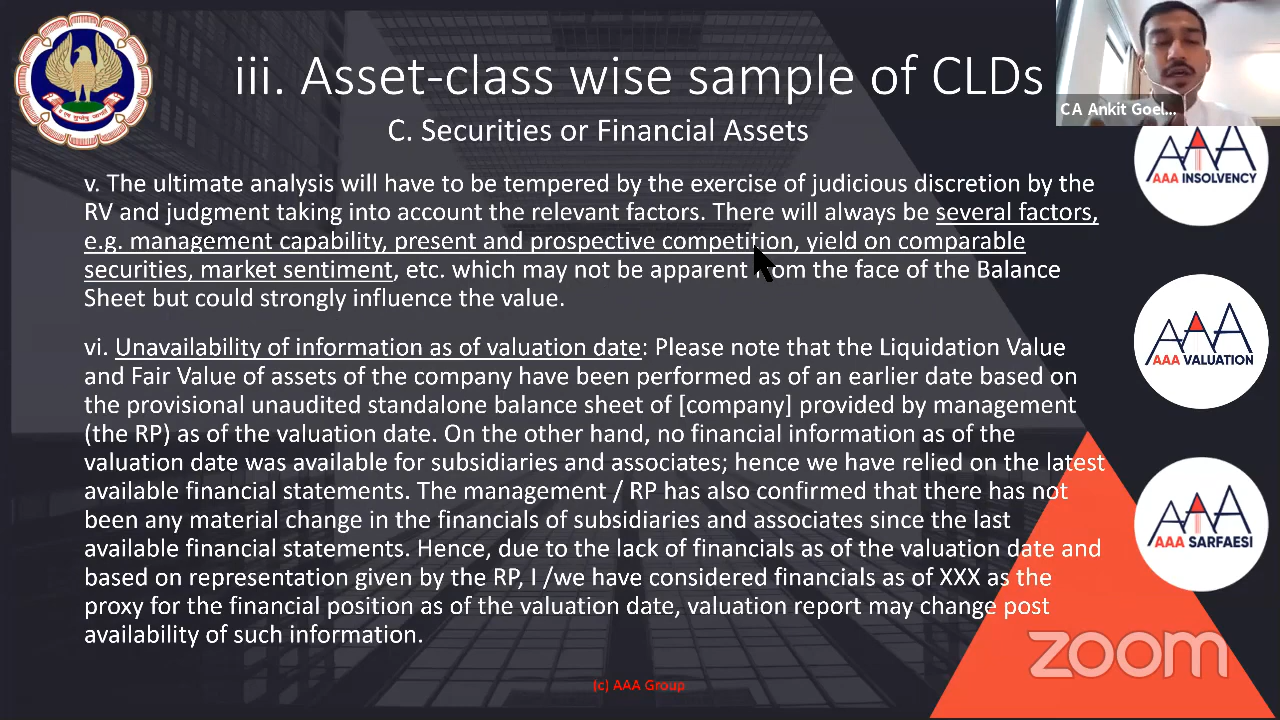 iii. Asset-class wise sample of CLDs
C. Securities or Financial Assets
v. The ultimate analysis will have to be tempered by the exercise of judicious discretion by the
RV and judgment taking into account the relevant factors. There will always be several factors,
e.g. management capability, present and prospective competition, yield on comparable
securities, market sentiment, etc. which may not be apparent from the face of the Balance
Sheet but could strongly influence the value.
vi. Unavailability of information as of valuation date: Please note that the Liquidation Value
and Fair Value of assets of the company have been performed as of an earlier date based on
the provisional unaudited standalone balance sheet of [company] provided by management
(the RP) as of the valuation date. On the other hand, no financial information as of the
valuation date was available for subsidiaries and associates; hence we have relied on the latest
available financial statements. The management / RP has also confirmed that there has not
been any material change in the financials of subsidiaries and associates since the last
available financial statements. Hence, due to the lack of financials as of the valuation date and
based on representation given by the RP, I /we have considered financials as of XXX as the
proxy for the financial position as of the valuation date, valuation report may change post
availability of such information.
(c) AAA Group
CA Ankit Goel...
AAA
AAA INSOLVENCY
AAA
AAA VALUATION
AAA
AAA SARFAESI
zoom